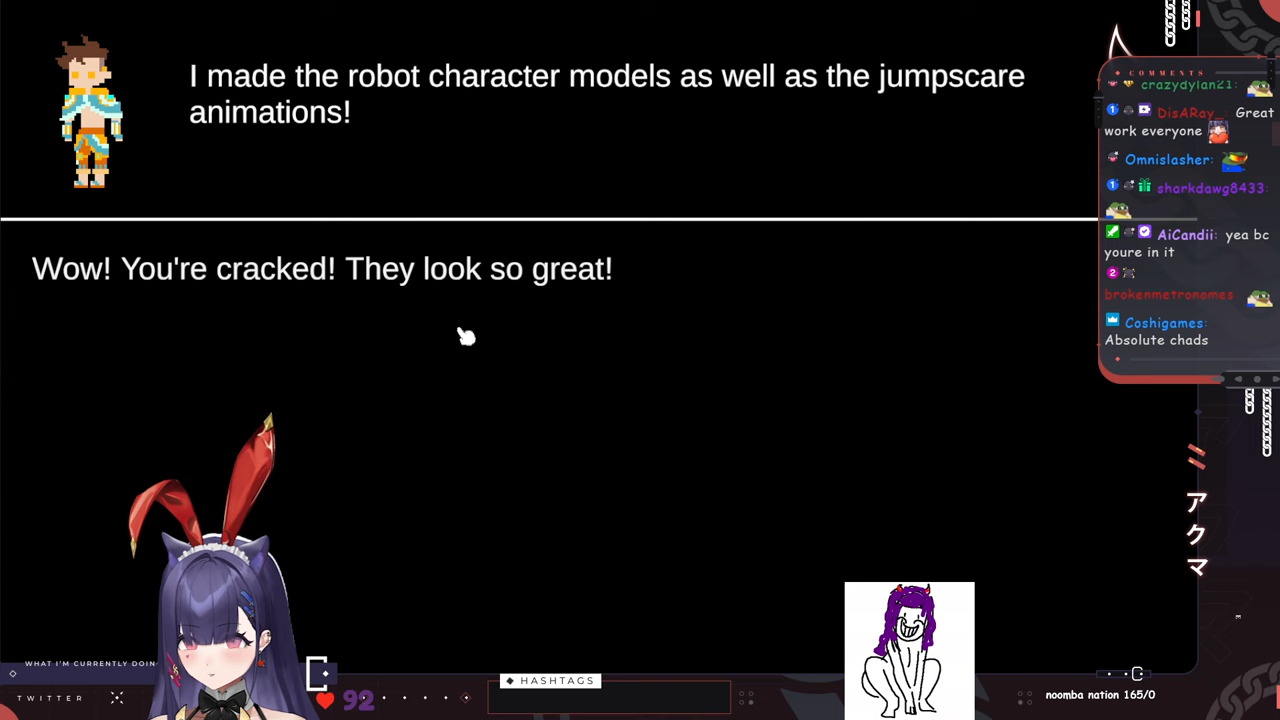 I made the robot character models as well as the jumpscare
animations!
Wow! You're cracked! They look so great!
COMMENTS
crazydylan21:
DisARay_: Great
work everyone
Omnislasher:
sharkdawg8433:
AiCandii: yea bc
youre in it
2
brokenmetronomes
Coshigames:
Absolute chads
アクマ
WHAT I'M CURRENTLY DOIN
TWITTER
92
HASHTAGS
noomba nation 165/0